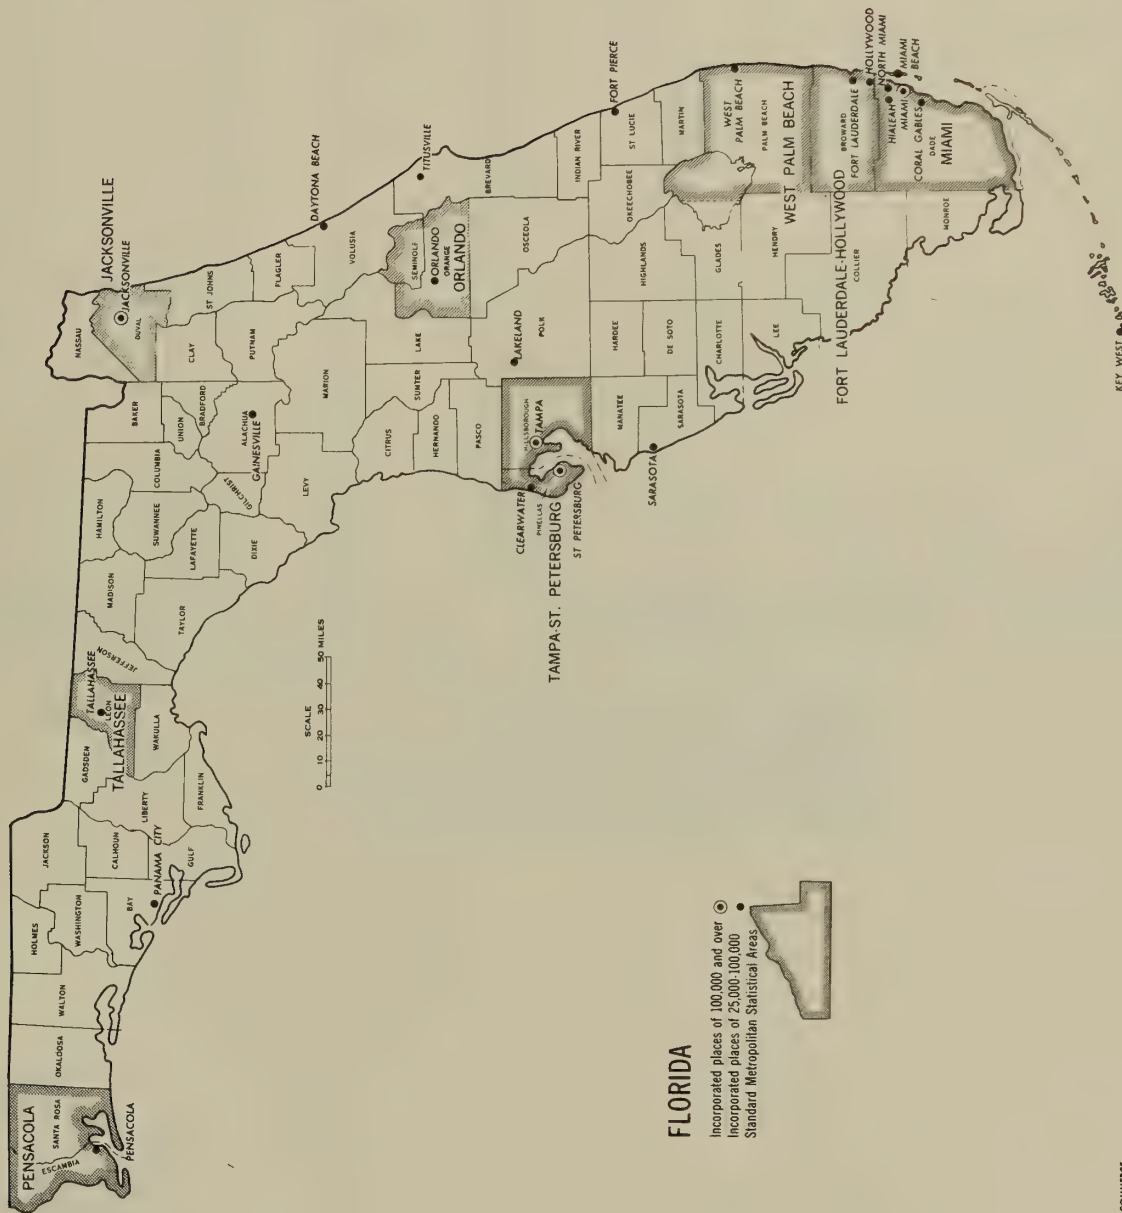 FLORIDA
Incorporated places of 100,000 and over
Incorporated places of 25,000-100,000
Standard Metropolitan Statistical Areas
SCALE
0 10 20 30 40 50 MILES
PENSACOLA
SANTA ROSA
ESCAMBIA
PENSACOLA
OKALOOSA
WALTON
HOLMES
WASHINGTON
BAY
PANAMA CITY
JACKSON
CALHOUN
GULF
LIBERTY
FRANKLIN
GADSDEN
TALLAHASSEE
LEON
TALLAHASSEE
WAKULLA
JEFFERSON
MADISON
TAYLOR
HAMILTON
SUWANNEE
LAFAYETTE
DIXIE
COLUMBIA
GILCHRIST
LEVY
BAKER
UNION
BRADFORD
ALACHUA
GAINESVILLE
NASSAU
DUVAL
JACKSONVILLE
JACKSONVILLE
CLAY
ST JOHNS
PUTNAM
FLAGLER
MARION
VOLUSIA
DAYTONA BEACH
CITRUS
SUMTER
HERNANDO
LAKE
PASCO
SEMINOLE
ORLANDO
ORANGE
ORLANDO
TITUSVILLE
BREVARD
OSCEOLA
POLK
LAKELAND
HILLSBOROUGH
TAMPA
CLEARWATER
PINELLAS
TAMPA-ST. PETERSBURG
ST PETERSBURG
MANATEE
HARDEE
HIGHLANDS
OKEECHOBEE
INDIAN RIVER
FORT PIERCE
ST LUCIE
MARTIN
SARASOTA
SARASOTA
DE SOTO
CHARLOTTE
GLADES
LEE
HENDRY
WEST PALM BEACH
PALM BEACH
WEST PALM BEACH
BROWARD
FORT LAUDERDALE
FORT LAUDERDALE-HOLLYWOOD
COLLIER
HOLLYWOOD
NORTH MIAMI
MIAMI BEACH
HIALEAH
MIAMI
CORAL GABLES
DADE
MIAMI
MONROE
KEY WEST